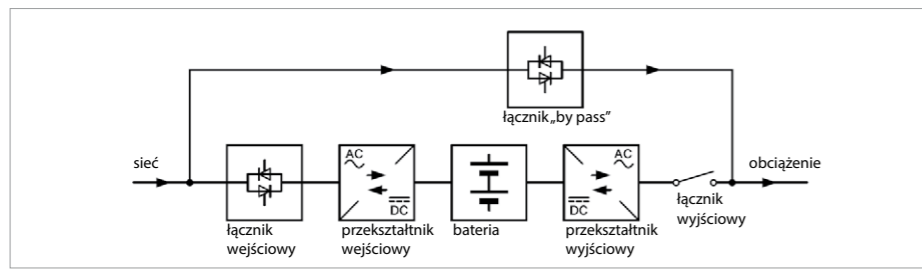 łącznik „by pass”
sieć
obciążenie
AC
DC
AC
DC
łącznik
wejściowy
przekształtnik
wejściowy
bateria
przekształtnik
wyjściowy
łącznik
wyjściowy